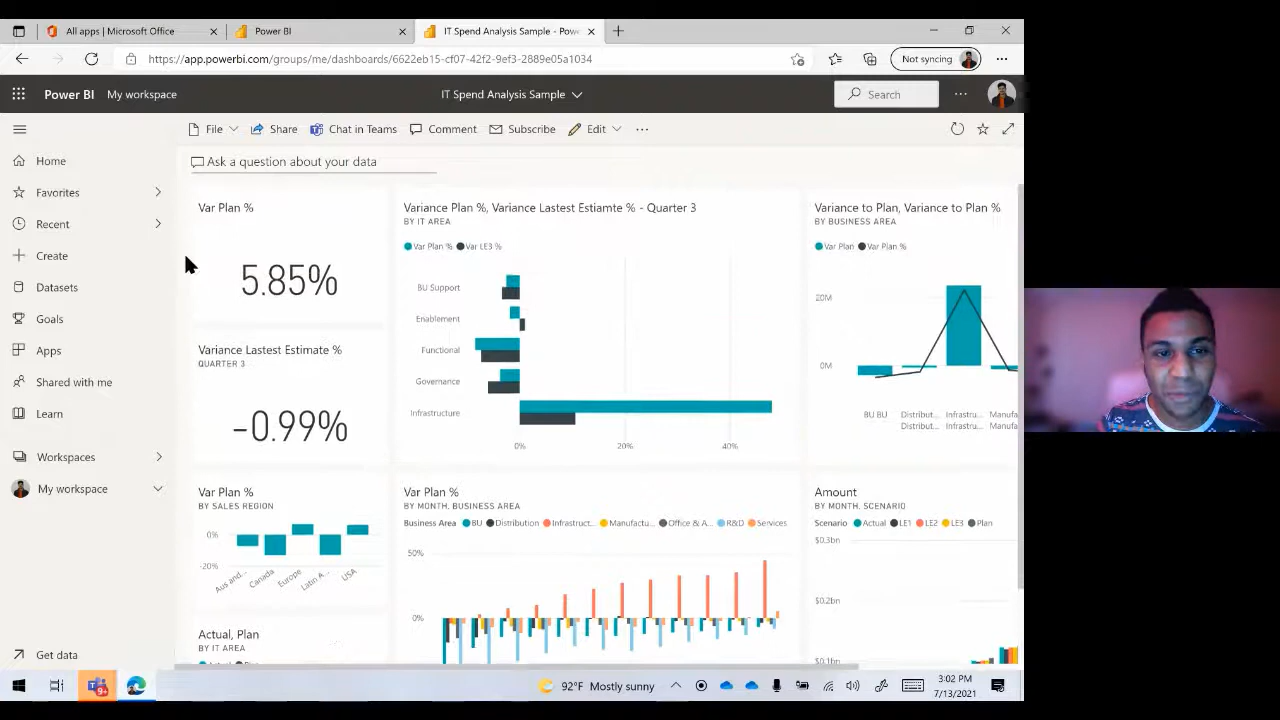 All apps | Microsoft Office
Power BI
IT Spend Analysis Sample - Powe
https://app.powerbi.com/groups/me/dashboards/6622eb15-cf07-42f2-9ef3-2889e05a1034
Not syncing
Power BI My workspace
IT Spend Analysis Sample
Search
File Share Chat in Teams Comment Subscribe Edit
Home
Favorites
Recent
Create
Datasets
Goals
Apps
Shared with me
Learn
Workspaces
My workspace
Get data
Ask a question about your data
Var Plan %
5.85%
Variance Lastest Estimate %
QUARTER 3
-0.99%
Variance Plan %, Variance Lastest Estiamte % - Quarter 3
BY IT AREA
Var Plan % Var LE3 %
BU Support
Enablement
Functional
Governance
Infrastructure
0% 20% 40%
Variance to Plan, Variance to Plan %
BY BUSINESS AREA
Var Plan Var Plan %
20M
0M
BU BU Distribut... Infrastru... Manufa
Distribut... Infrastru... Manufa
Var Plan %
BY SALES REGION
0%
-20%
Aus and... Canada Europe Latin A... USA
Var Plan %
BY MONTH, BUSINESS AREA
Business Area BU Distribution Infrastruct... Manufactu... Office & A... R&D Services
50%
0%
Amount
BY MONTH, SCENARIO
Scenario Actual LE1 LE2 LE3 Plan
$0.3bn
$0.2bn
$0.1bn
Actual, Plan
BY IT AREA
9+
92°F Mostly sunny
3:02 PM
7/13/2021